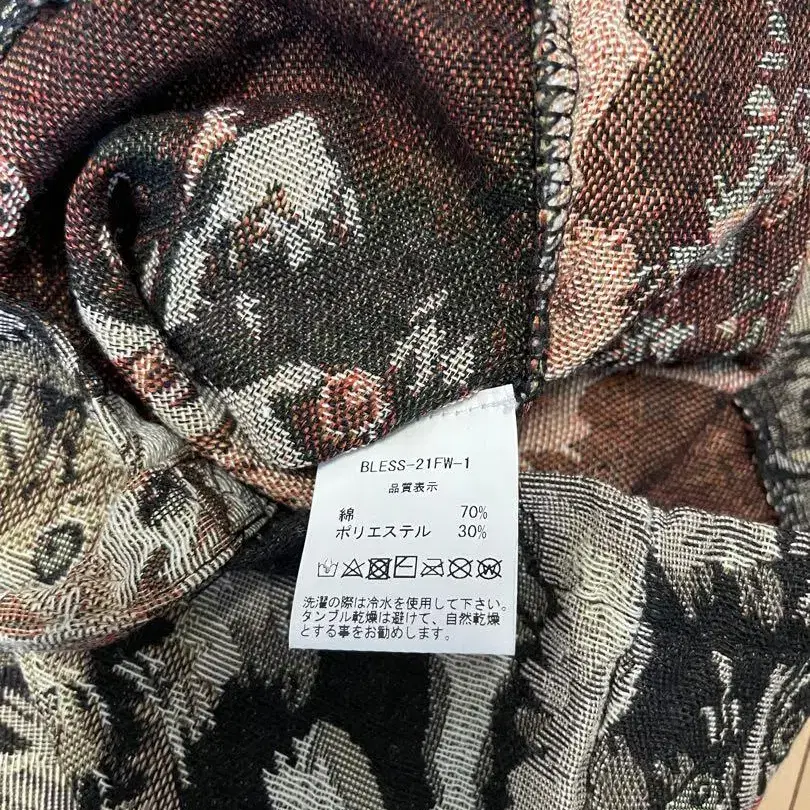 BLESS-21FW-1
品質表示
綿 70%
ポリエステル 30%
洗濯の際は冷水を使用して下さい。
タンブル乾燥は避けて、自然乾燥
とする事をお勧めします。